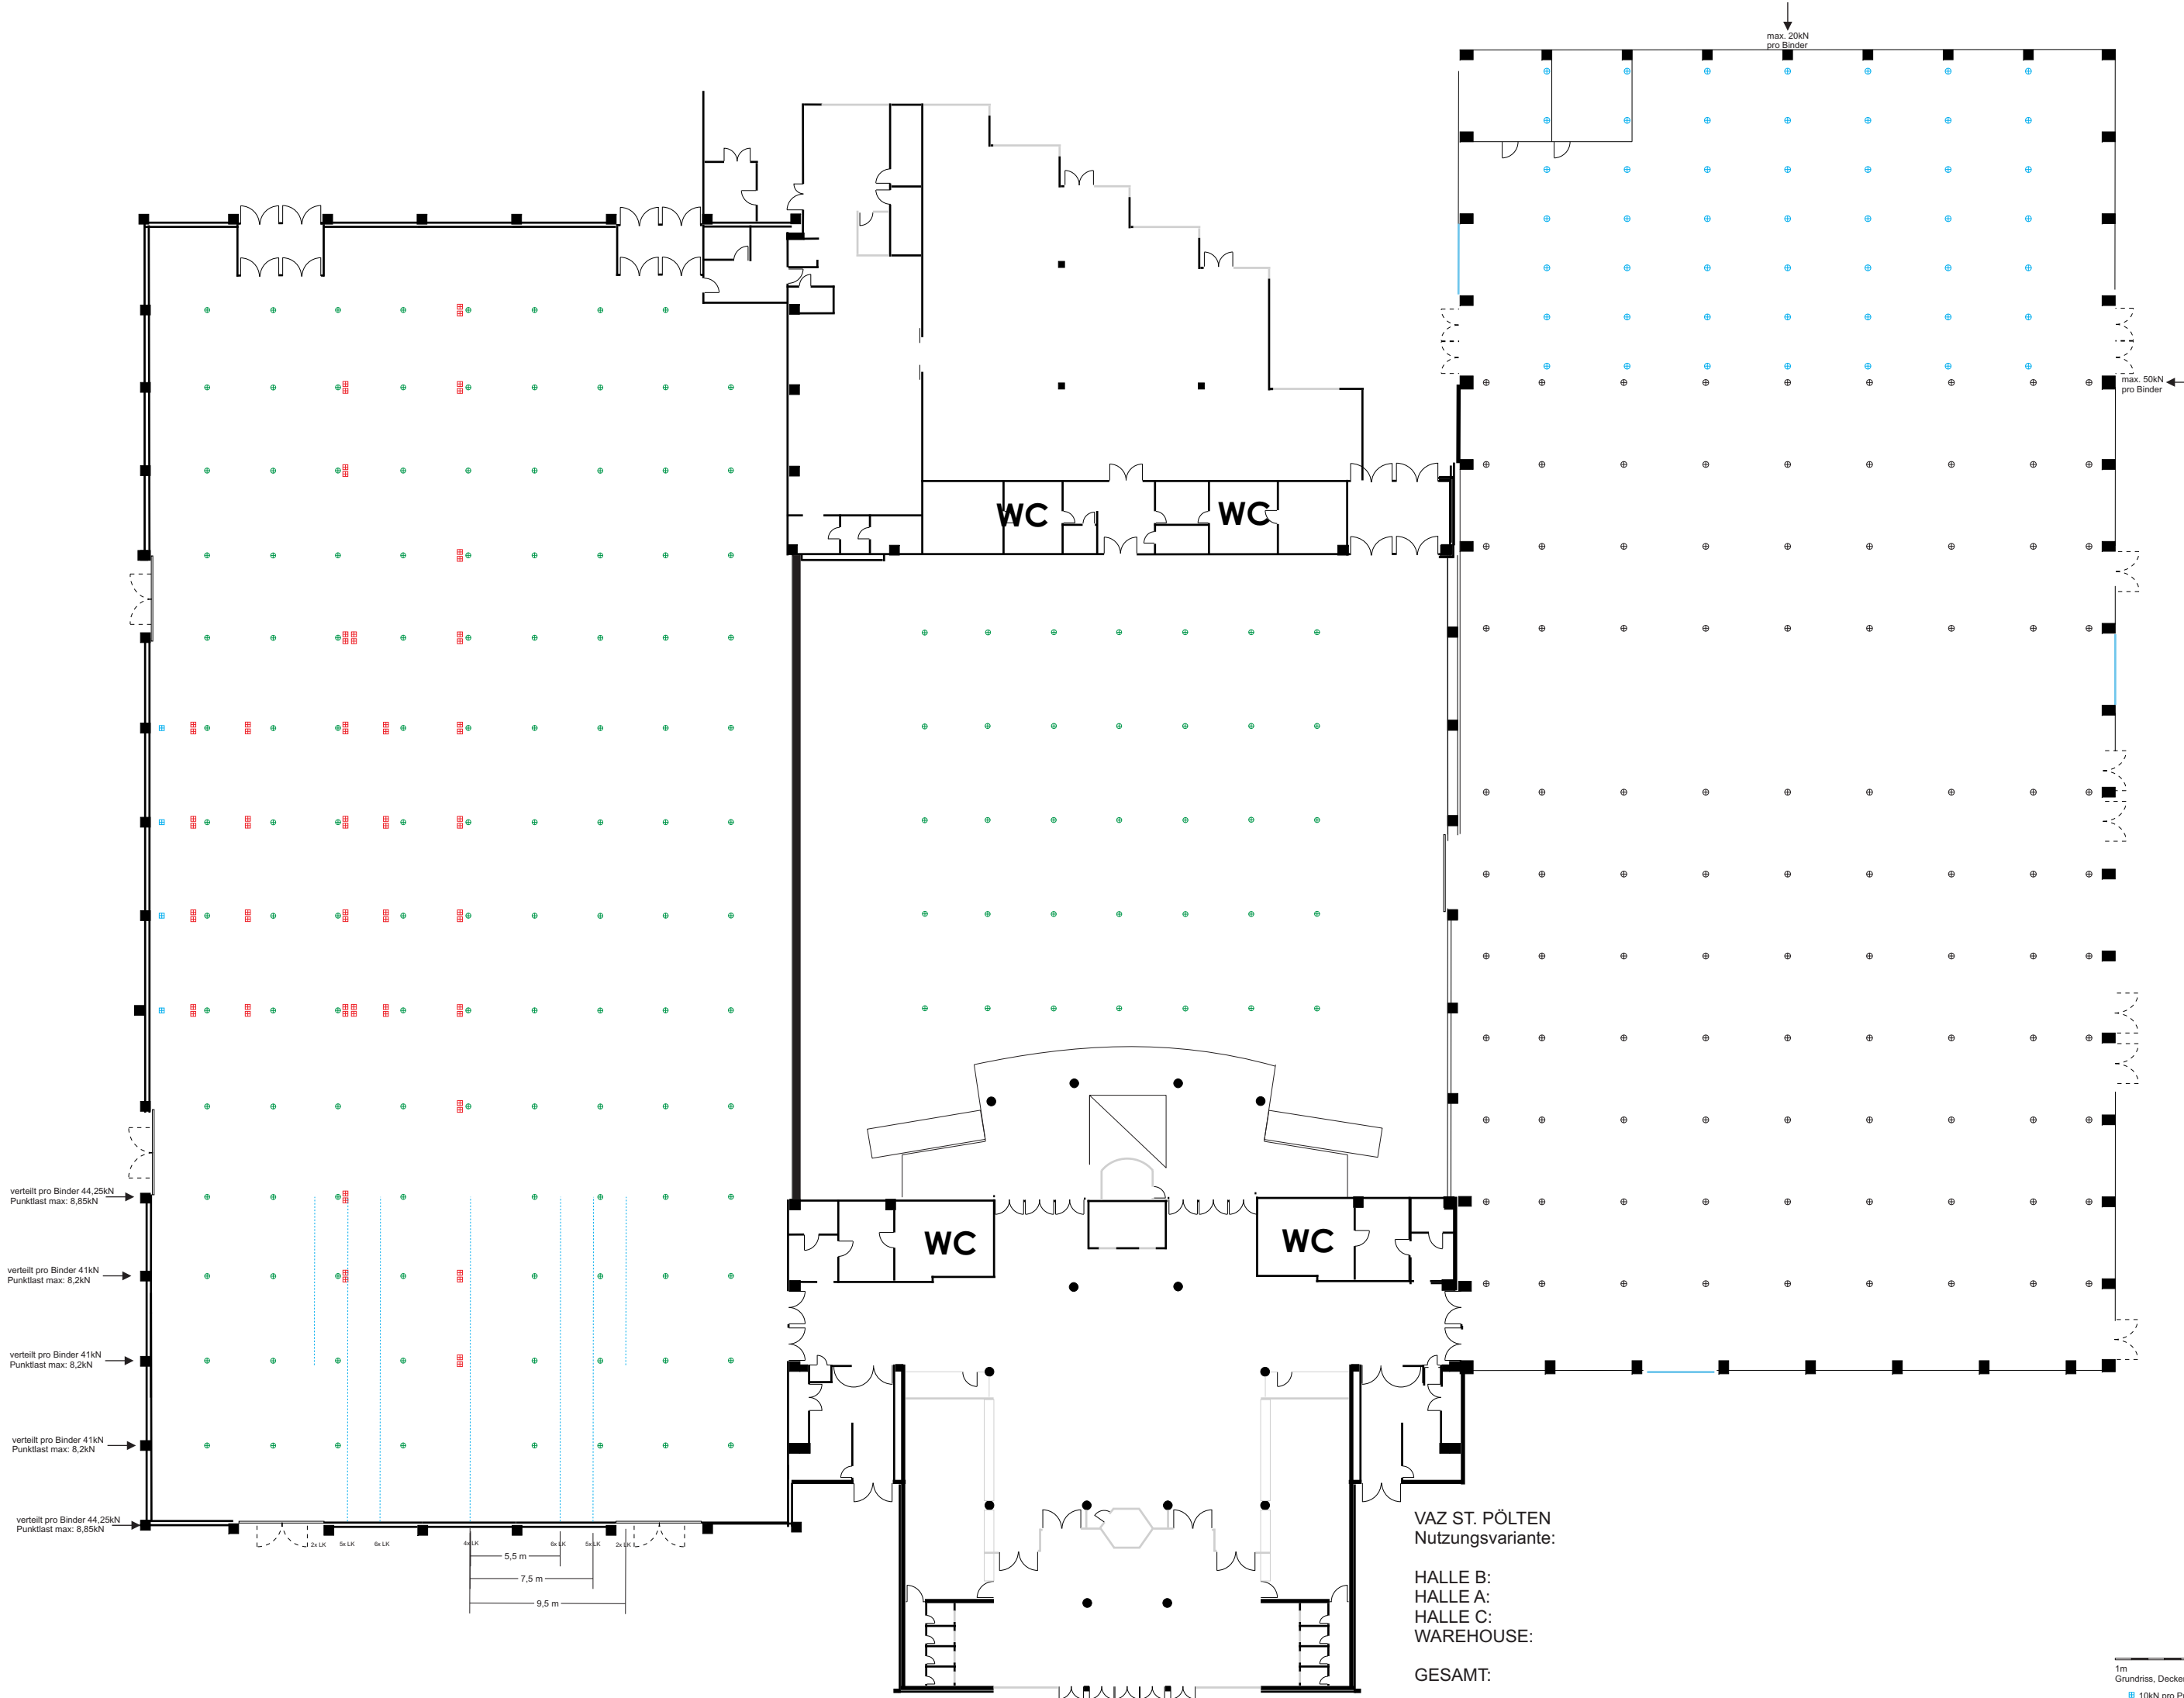 max. 20kN
pro Binder
max. 50kN
pro Binder
WC
WC
verteilt pro Binder 44,25kN
Punktlast max: 8,85kN
WC
WC
verteilt pro Binder 41kN
Punktlast max: 8,2kN
verteilt pro Binder 41kN
Punktlast max: 8,2kN
verteilt pro Binder 41kN
Punktlast max: 8,2kN
verteilt pro Binder 44,25kN
Punktlast max: 8,85kN
2x LK 5x LK 6x LK 4x LK 6x LK 5x LK 2x LK
5,5 m
7,5 m
9,5 m
VAZ ST. PÖLTEN
Nutzungsvariante:
HALLE B:
HALLE A:
HALLE C:
WAREHOUSE:
GESAMT:
1m
Grundriss,
10kN pro